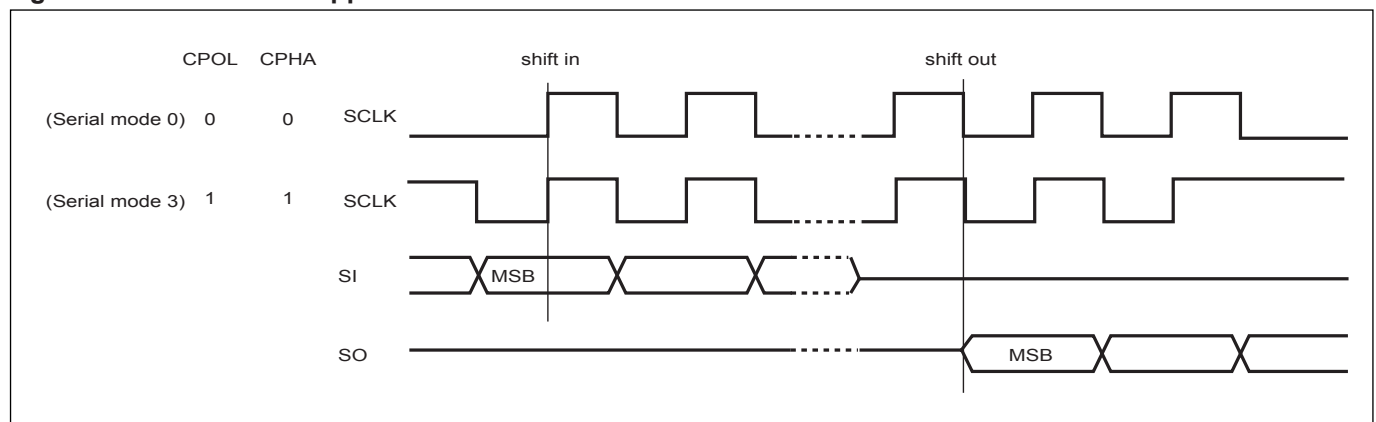 CPOL CPHA shift in shift out
(Serial mode 0) 0 0 SCLK
(Serial mode 3) 1 1 SCLK
SI MSB
SO MSB